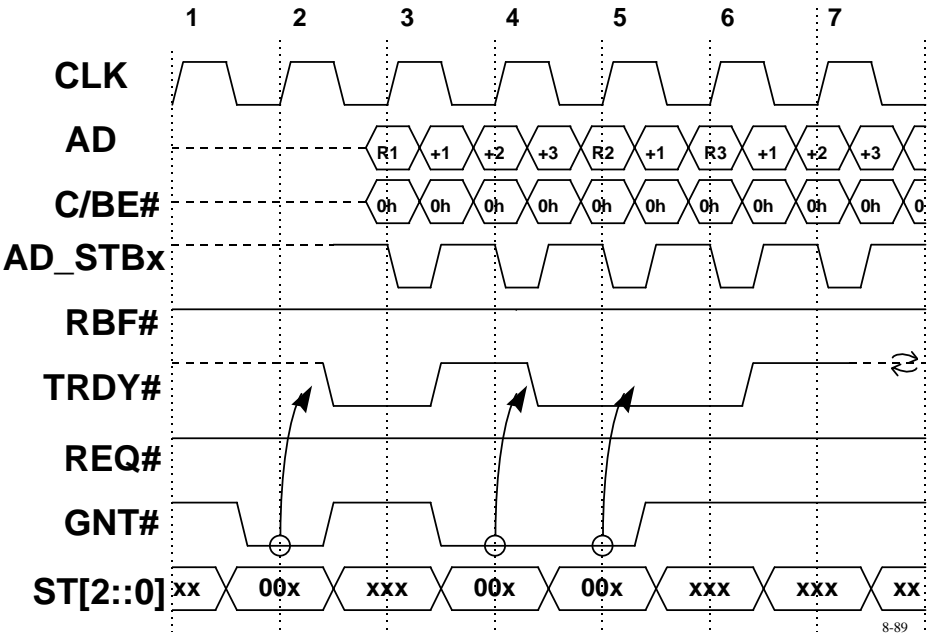 1 2 3 4 5 6 7
CLK
AD R1 +1 +2 +3 R2 +1 R3 +1 +2 +3
C/BE# 0h 0h 0h 0h 0h 0h 0h 0h 0h 0h 0
AD_STBx
RBF#
TRDY#
REQ#
GNT#
ST[2::0] xx 00x xxx 00x 00x xxx xxx xx
8-89